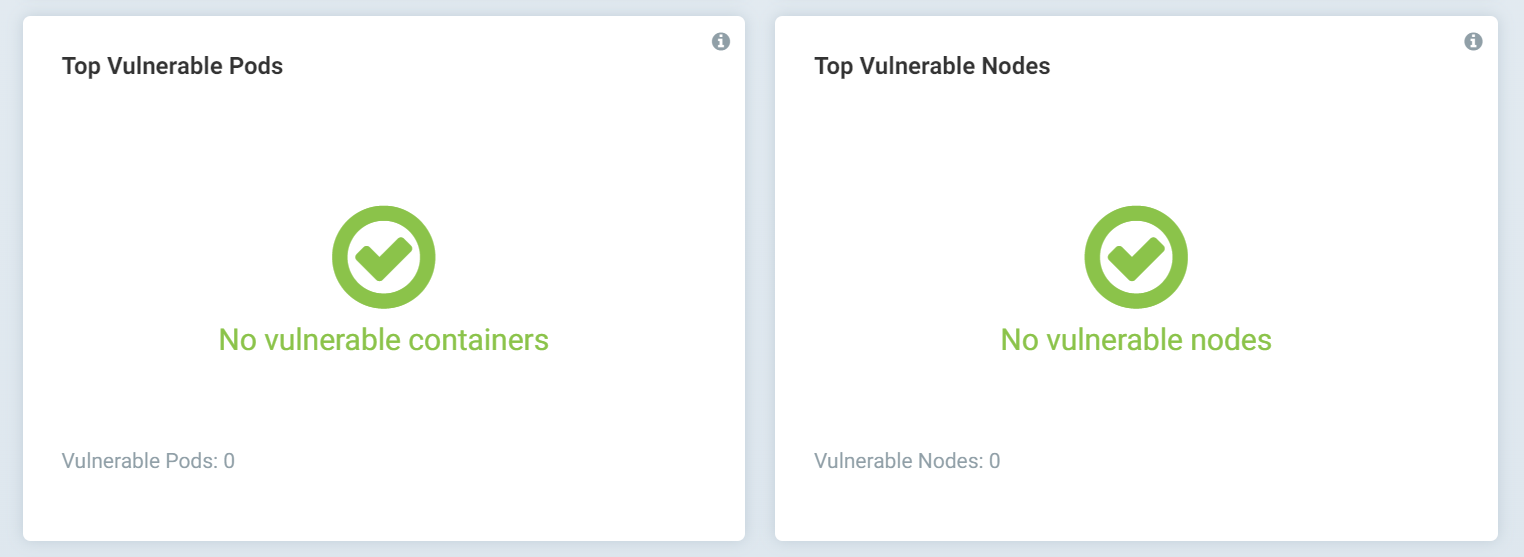 Top Vulnerable Pods
No vulnerable containers
Vulnerable Pods: 0
Top Vulnerable Nodes
No vulnerable nodes
Vulnerable Nodes: 0